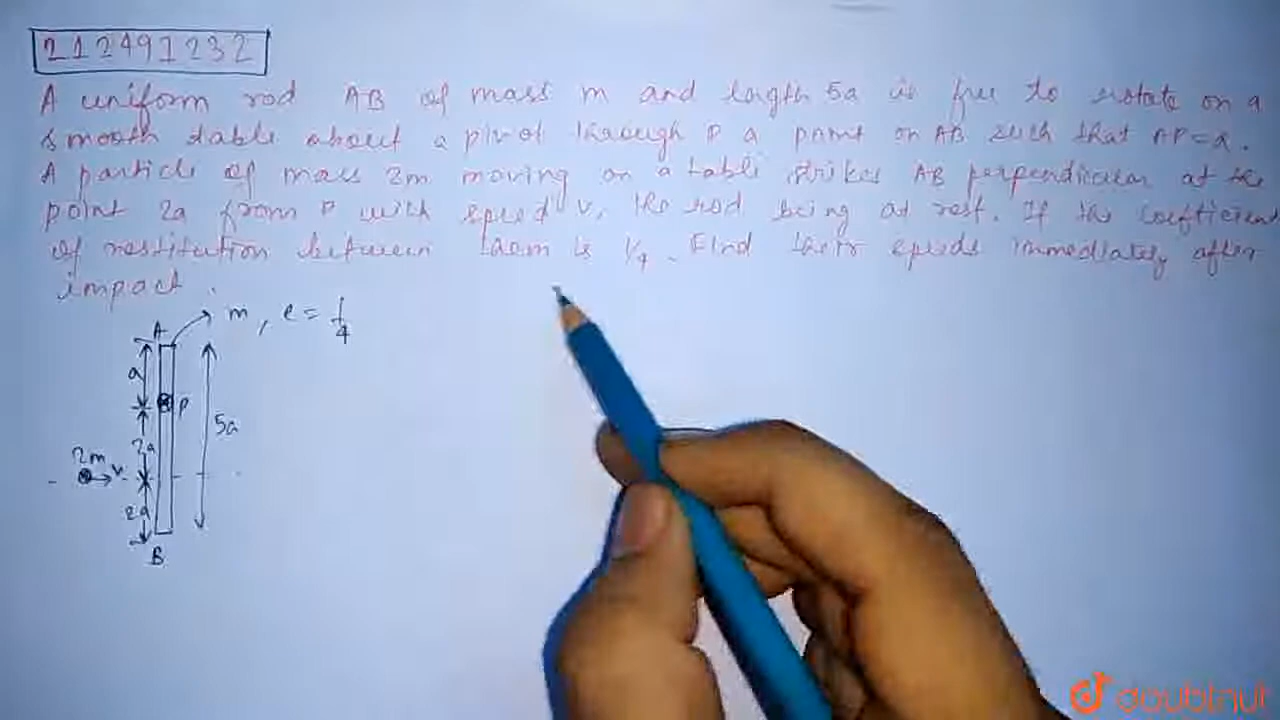 212491232
A uniform rod AB of mass m and length 5a is free to rotate on a
smooth table about a pivot through P a point on AB such that AP=a.
A particle of mass 2m moving on a table strikes AB perpendicular at the
point 2a from P with speed v, the rod being at rest. If the coefficient
of restitution between them is 1/4. Find their speeds immediately after
impact.
m, e = 1/4
A
a
P
5a
2a
2m
v
2a
B
doubtnut